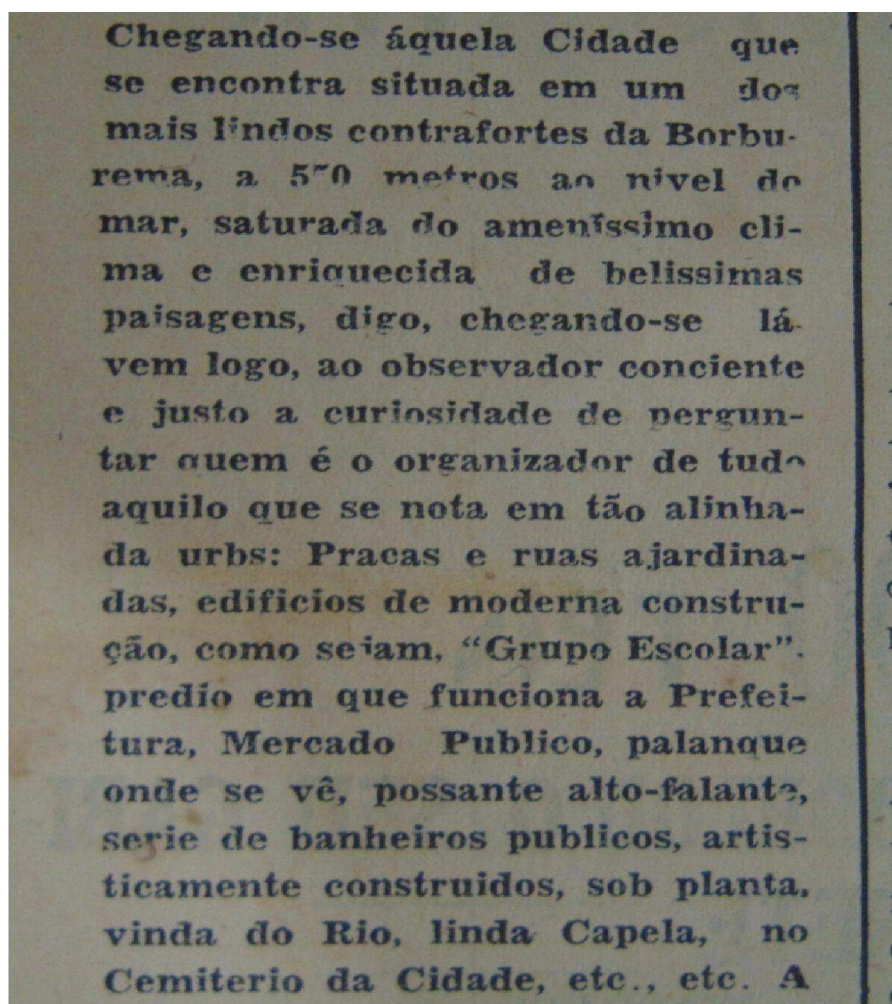 Chegando-se áquela Cidade que
se encontra situada em um dos
mais lindos contrafortes da Borbu-
rema, a 570 metros ao nivel do
mar, saturada do ameníssimo cli-
ma e enriquecida de belissimas
paisagens, digo, chegando-se lá
vem logo, ao observador conciente
e justo a curiosidade de pergun-
tar quem é o organizador de tudo
aquilo que se nota em tão alinha-
da urbs: Pracas e ruas ajardina-
das, edificios de moderna constru-
ção, como sejam, “Grupo Escolar”.
predio em que funciona a Prefei-
tura, Mercado Publico, palanque
onde se vê, possante alto-falante,
serie de banheiros publicos, artis-
ticamente construidos, sob planta,
vinda do Rio, linda Capela, no
Cemiterio da Cidade, etc., etc. A